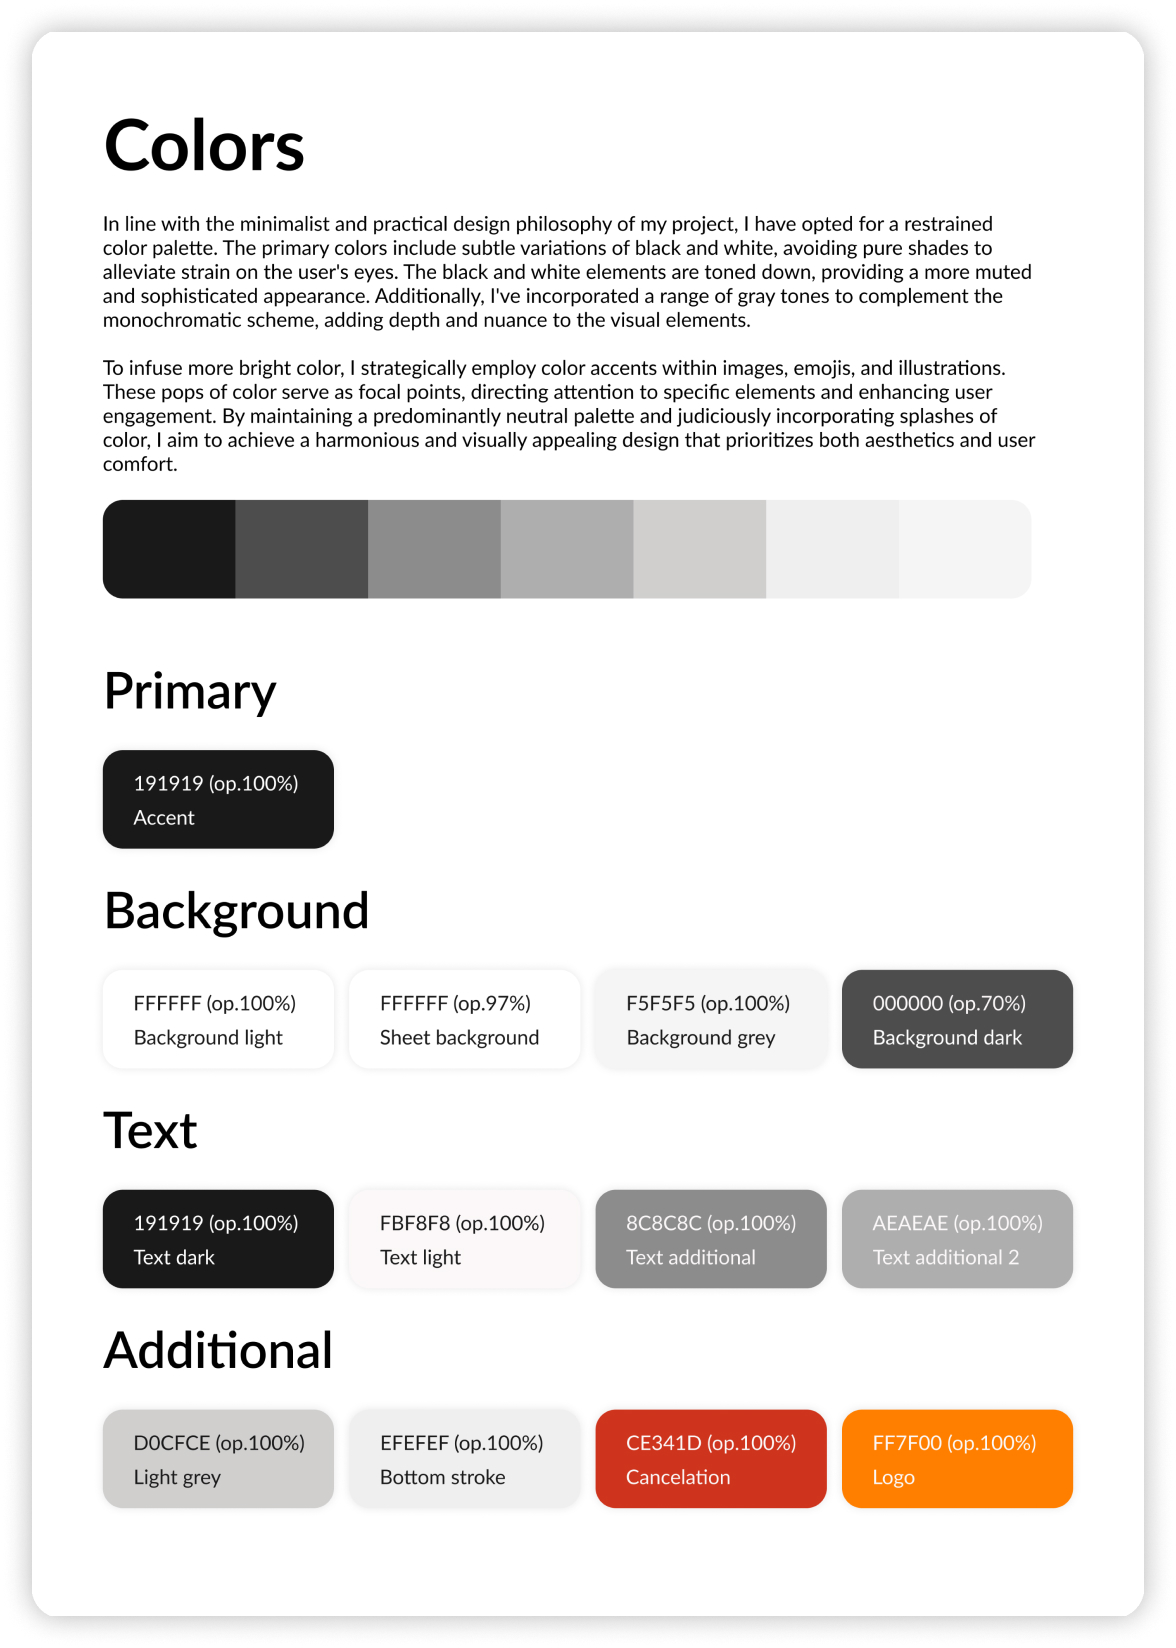 Colors
In line with the minimalist and practical design philosophy of my project, I have opted for a restrained
color palette. The primary colors include subtle variations of black and white, avoiding pure shades to
alleviate strain on the user's eyes. The black and white elements are toned down, providing a more muted
and sophisticated appearance. Additionally, I've incorporated a range of gray tones to complement the
monochromatic scheme, adding depth and nuance to the visual elements.
To infuse more bright color, I strategically employ color accents within images, emojis, and illustrations.
These pops of color serve as focal points, directing attention to specific elements and enhancing user
engagement. By maintaining a predominantly neutral palette and judiciously incorporating splashes of
color, I aim to achieve a harmonious and visually appealing design that prioritizes both aesthetics and user
comfort.
Primary
191919 (op.100%)
Accent
Background
FFFFFF (op.100%)
Background light
FFFFFF (op.97%)
Sheet background
F5F5F5 (op.100%)
Background grey
000000 (op.70%)
Background dark
Text
191919 (op.100%)
Text dark
FBF8F8 (op.100%)
Text light
8C8C8C (op.100%)
Text additional
AEAEAE (op.100%)
Text additional 2
Additional
D0CFCE (op.100%)
Light grey
EFEFEF (op.100%)
Bottom stroke
CE341D (op.100%)
Cancelation
FF7F00 (op.100%)
Logo